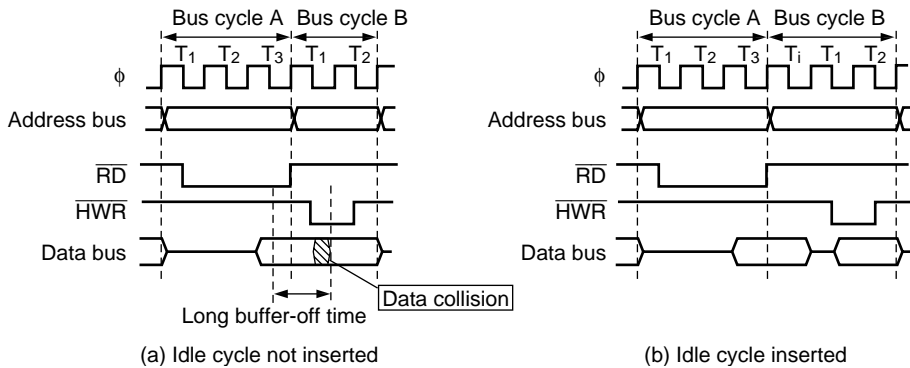 Bus cycle A Bus cycle B
T1 T2 T3 T1 T2
ϕ
Address bus
RD
HWR
Data bus
Data collision
Long buffer-off time
(a) Idle cycle not inserted
Bus cycle A Bus cycle B
T1 T2 T3 Ti T1 T2
ϕ
Address bus
RD
HWR
Data bus
(b) Idle cycle inserted